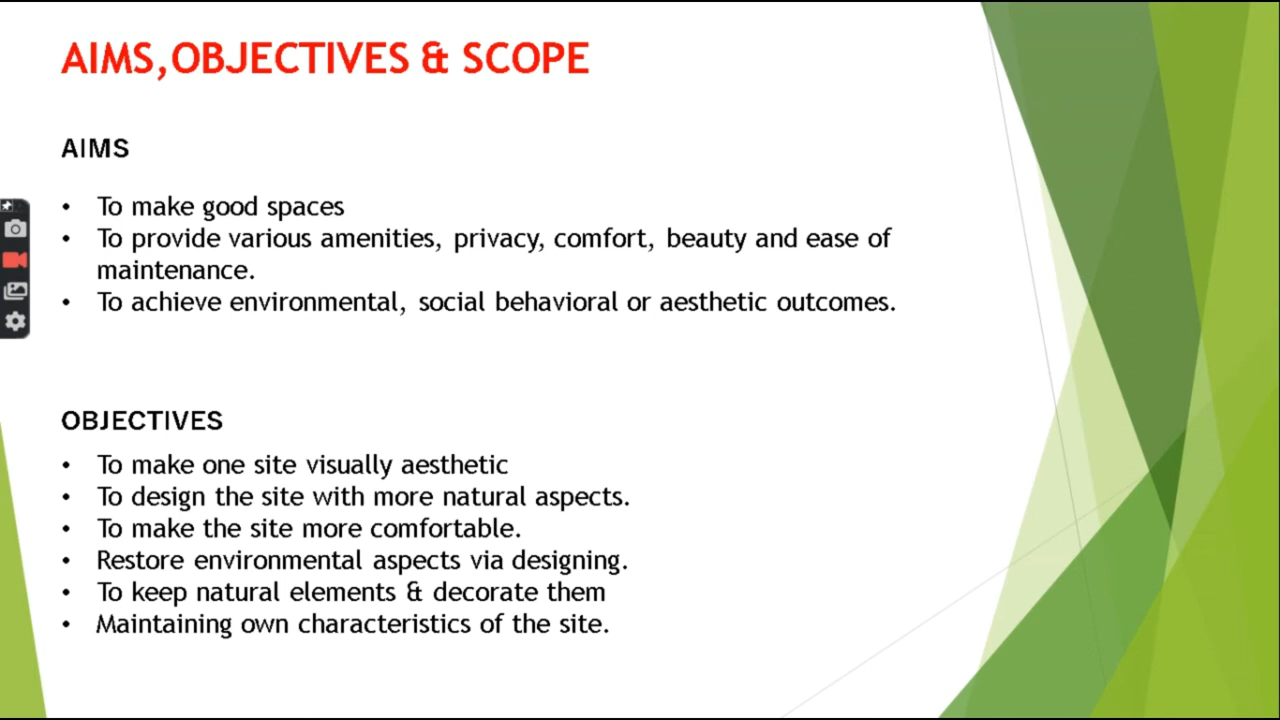 AIMS,OBJECTIVES & SCOPE
AIMS
• To make good spaces
• To provide various amenities, privacy, comfort, beauty and ease of
maintenance.
• To achieve environmental, social behavioral or aesthetic outcomes.
OBJECTIVES
• To make one site visually aesthetic
• To design the site with more natural aspects.
• To make the site more comfortable.
• Restore environmental aspects via designing.
• To keep natural elements & decorate them
• Maintaining own characteristics of the site.